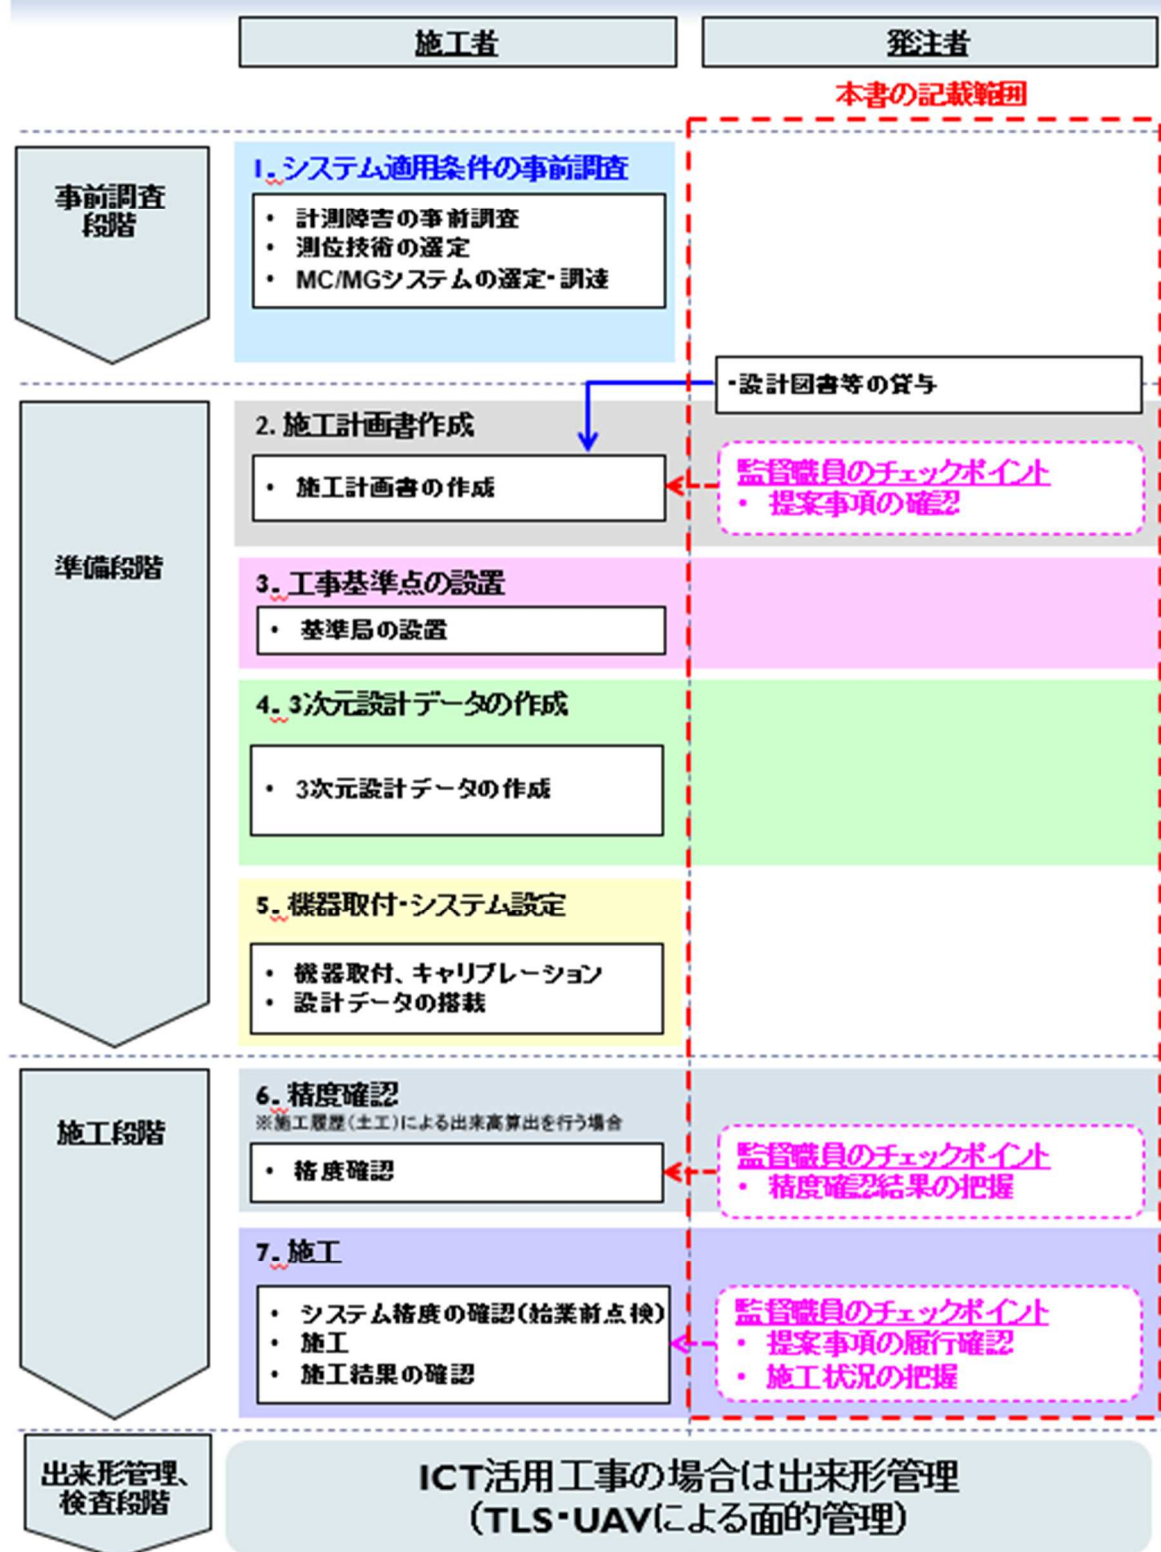 施工者
発注者
本書の記載範囲
事前調査
段階
1. システム適用条件の事前調査
・ 計測障害の事前調査
・ 測位技術の選定
・ MC/MGシステムの選定・調達
・設計図書等の貸与
準備段階
2. 施工計画書作成
・ 施工計画書の作成
監督職員のチェックポイント
・ 提案事項の確認
3. 工事基準点の設置
・ 基準局の設置
4. 3次元設計データの作成
・ 3次元設計データの作成
5. 機器取付・システム設定
・ 機器取付、キャリブレーション
・ 設計データの搭載
施工段階
6. 精度確認
※施工履歴(土工)による出来高算出を行う場合
・ 精度確認
監督職員のチェックポイント
・ 精度確認結果の把握
7. 施工
・ システム精度の確認(始業前点検)
・ 施工
・ 施工結果の確認
監督職員のチェックポイント
・ 提案事項の履行確認
・ 施工状況の把握
出来形管理、
検査段階
ICT活用工事の場合は出来形管理
(TLS・UAVによる面的管理)